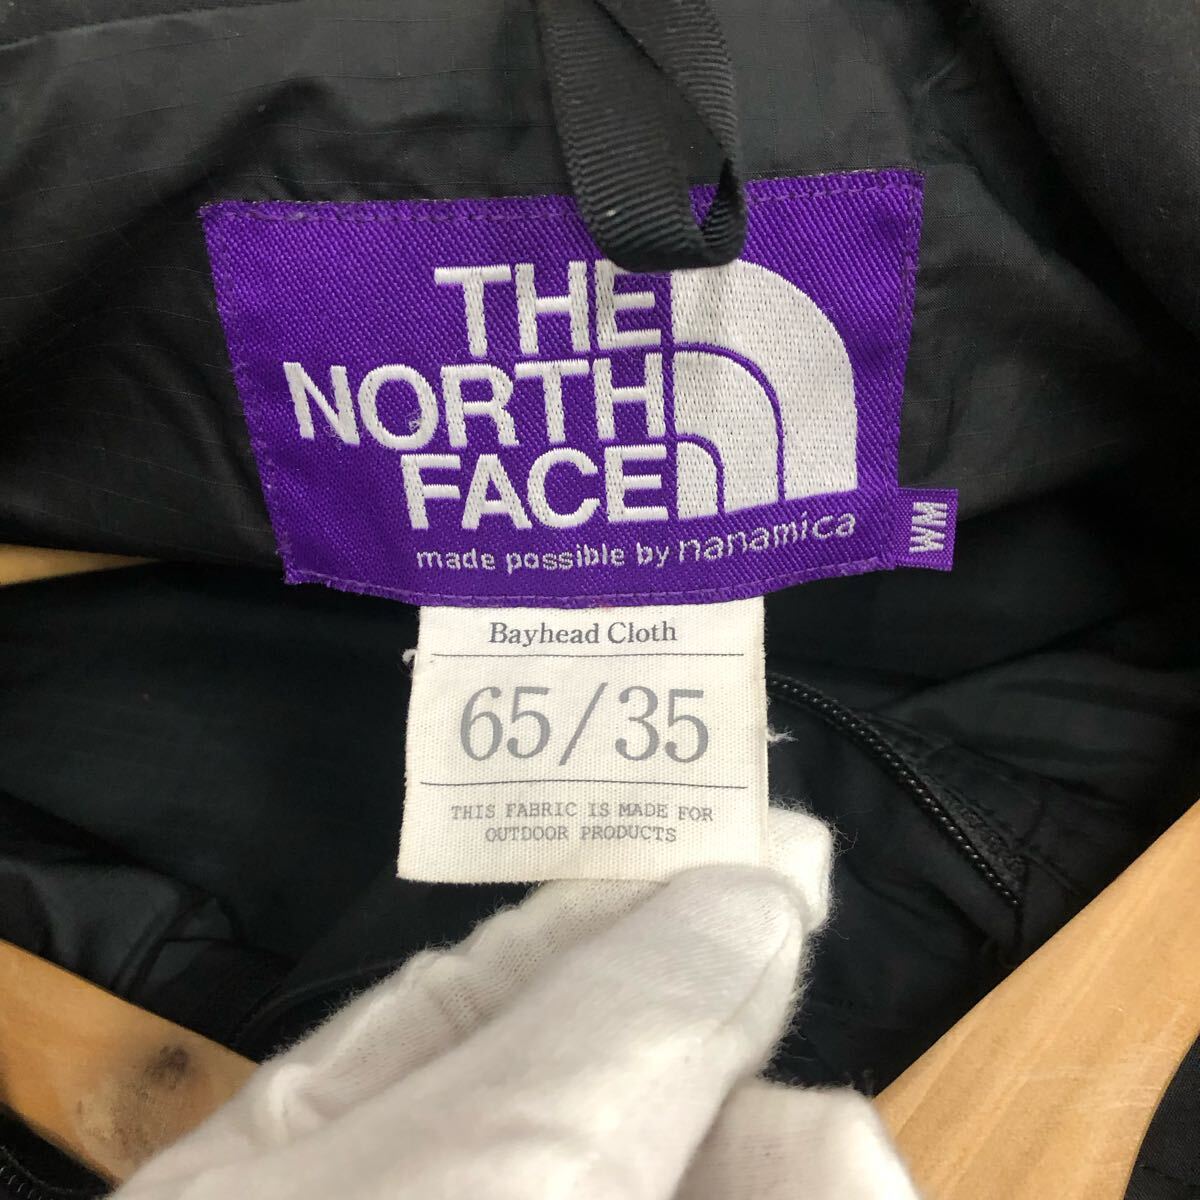 THE
NORTH
FACE
made possible by nanamica
WM
Bayhead Cloth
65/35
THIS FABRIC IS MADE FOR
OUTDOOR PRODUCTS